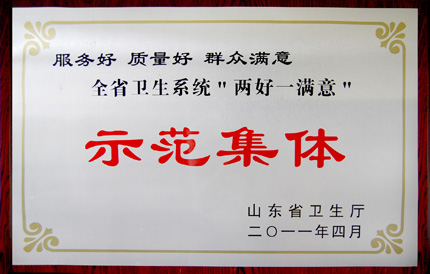 服务好 质量好 群众满意
全省卫生系统"两好一满意"
示范集体
山东省卫生厅
二〇一一年四月